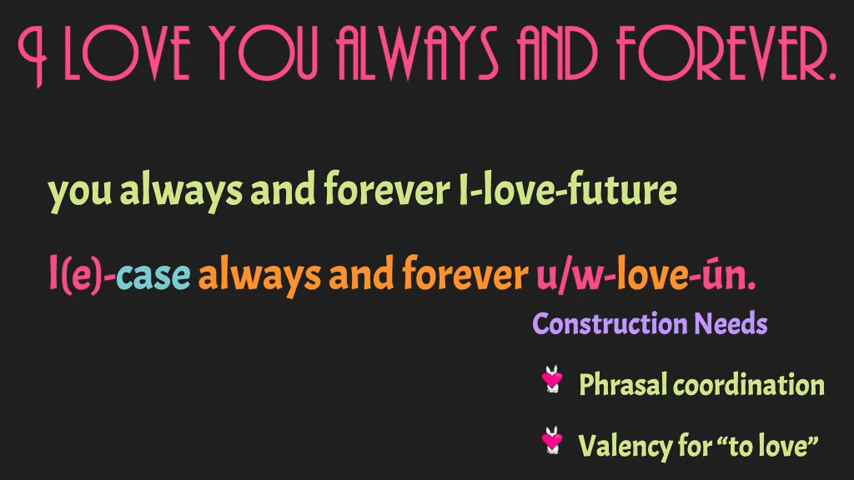 I LOVE YOU ALWAYS AND FOREVER.
you always and forever I-love-future
l(e)-case always and forever u/w-love-ún.
Construction Needs
Phrasal coordination
Valency for “to love”